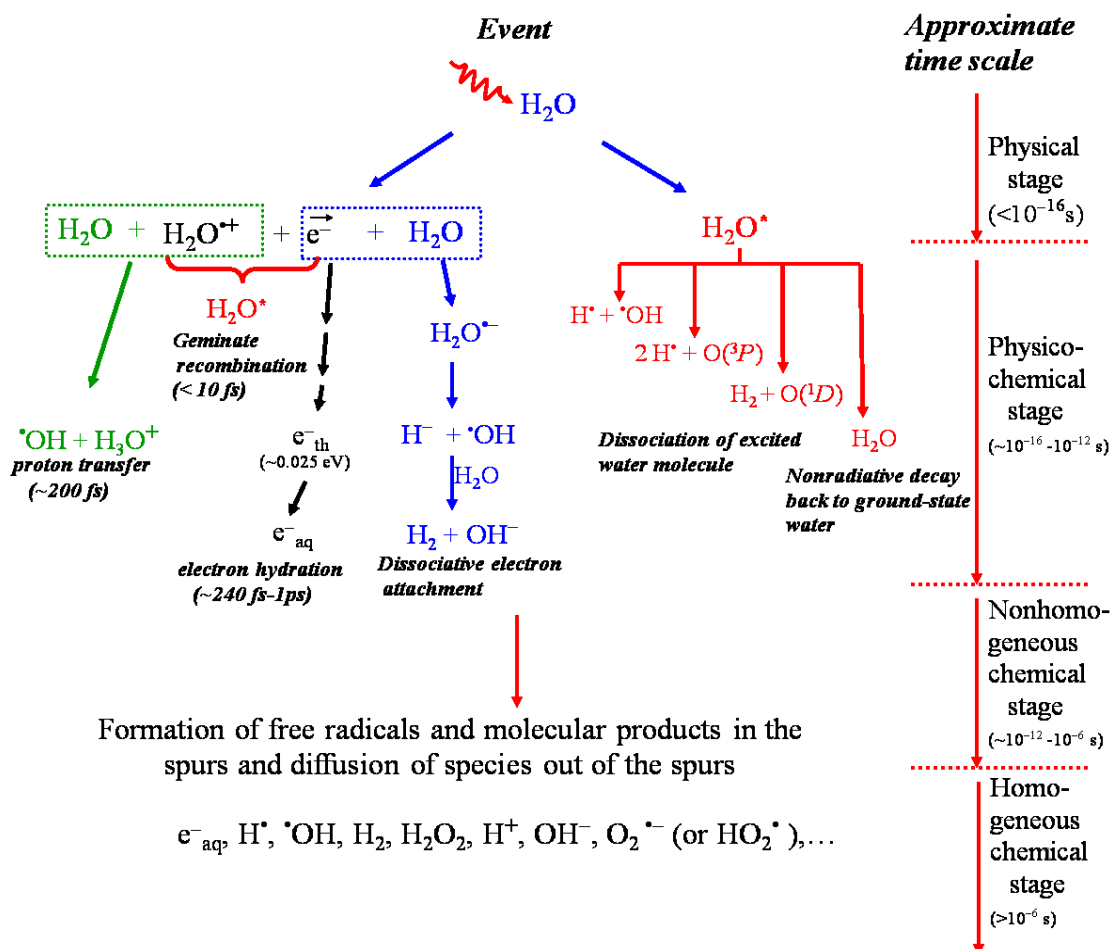 Event
Approximate
time scale
H₂O
Physical
stage
(<10⁻¹⁶s)
H₂O + H₂O•⁺ + e⁻ + H₂O
H₂O*
H₂O*
Geminate
recombination
(< 10 fs)
H₂O•⁻
H• + •OH
2 H• + O(³P)
H₂ + O(¹D)
H₂O
Physico-
chemical
stage
(~10⁻¹⁶ -10⁻¹² s)
•OH + H₃O⁺
proton transfer
(~200 fs)
e⁻th
(~0.025 eV)
e⁻aq
electron hydration
(~240 fs-1ps)
H⁻ + •OH
H₂O
H₂ + OH⁻
Dissociative electron
attachment
Dissociation of excited
water molecule
Nonradiative decay
back to ground-state
water
Nonhomo-
geneous
chemical
stage
(~10⁻¹² -10⁻⁶ s)
Formation of free radicals and molecular products in the
spurs and diffusion of species out of the spurs
e⁻aq, H•, •OH, H₂, H₂O₂, H⁺, OH⁻, O₂•⁻ (or HO₂•),…
Homo-
geneous
chemical
stage
(>10⁻⁶ s)